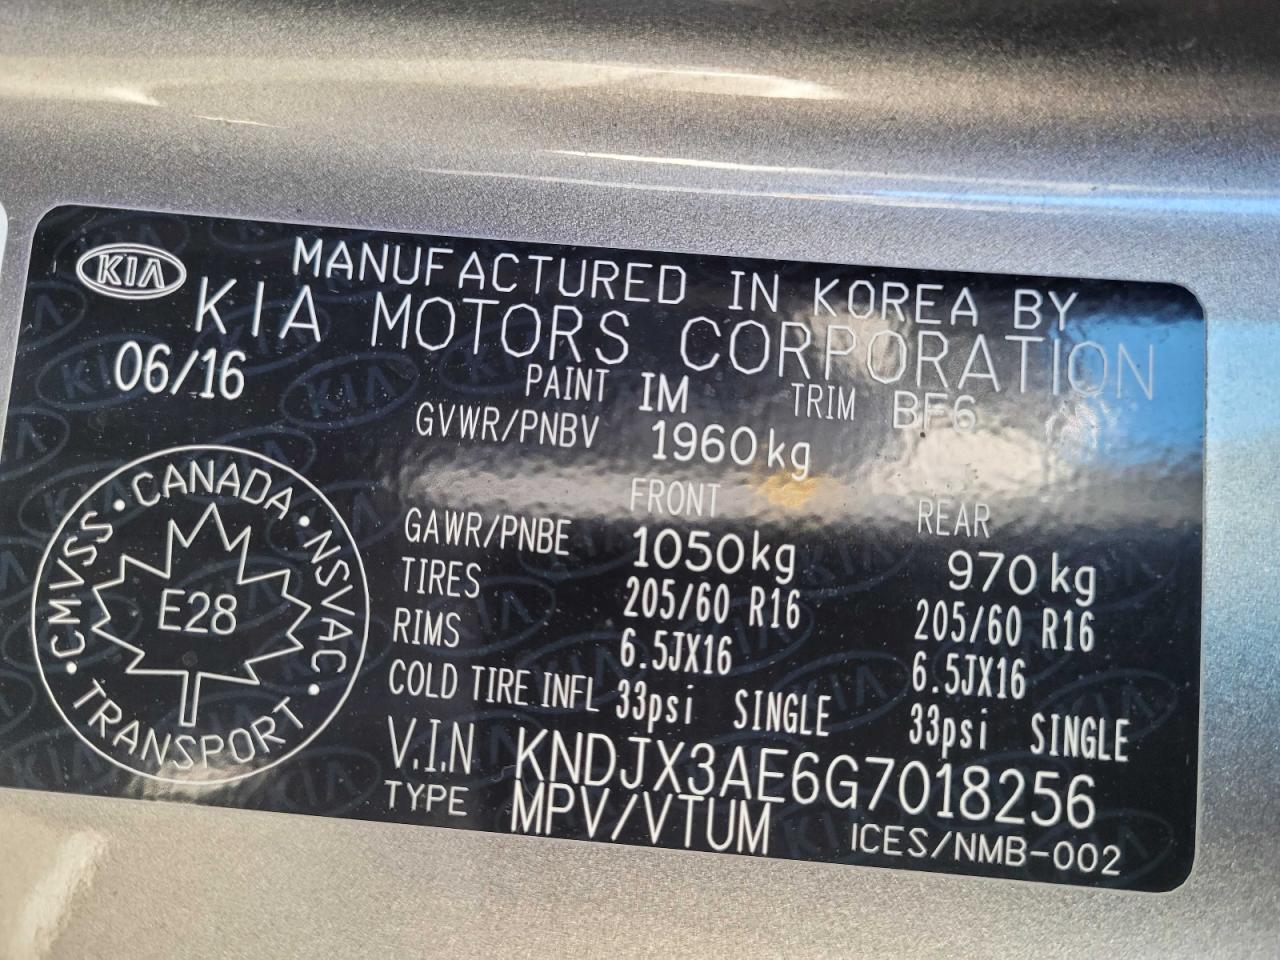 KIA
MANUFACTURED IN KOREA BY
KIA MOTORS CORPORATION
06/16
PAINT IM TRIM BF6
GVWR/PNBV 1960kg
FRONT REAR
GAWR/PNBE 1050kg 970kg
TIRES 205/60 R16 205/60 R16
RIMS 6.5JX16 6.5JX16
COLD TIRE INFL 33psi SINGLE 33psi SINGLE
V.I.N KNDJX3AE6G7018256
TYPE MPV/VTUM ICES/NMB-002
CANADA · NSVAC · TRANSPORT · CMVSS ·
E28